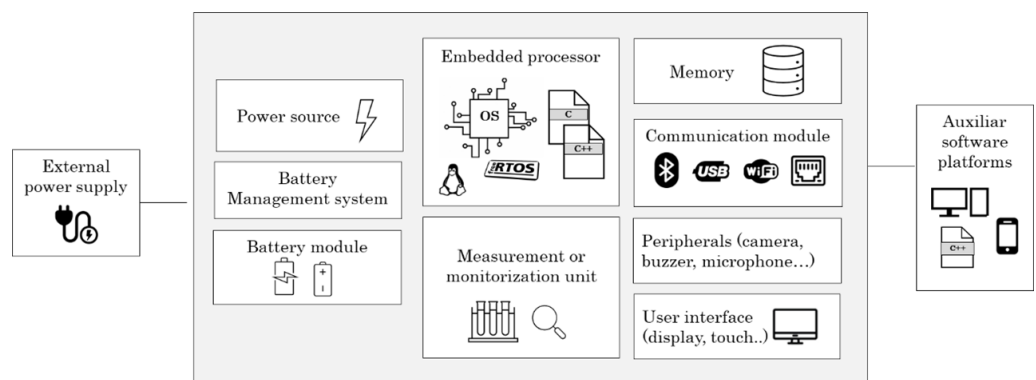 External
power supply
Power source
Battery
Management system
Battery module
+
-
Embedded processor
OS
C
C++
RTOS
Measurement or
monitorization unit
Memory
Communication module
USB
WiFi
Peripherals (camera,
buzzer, microphone...)
User interface
(display, touch..)
Auxiliar
software
platforms
C++